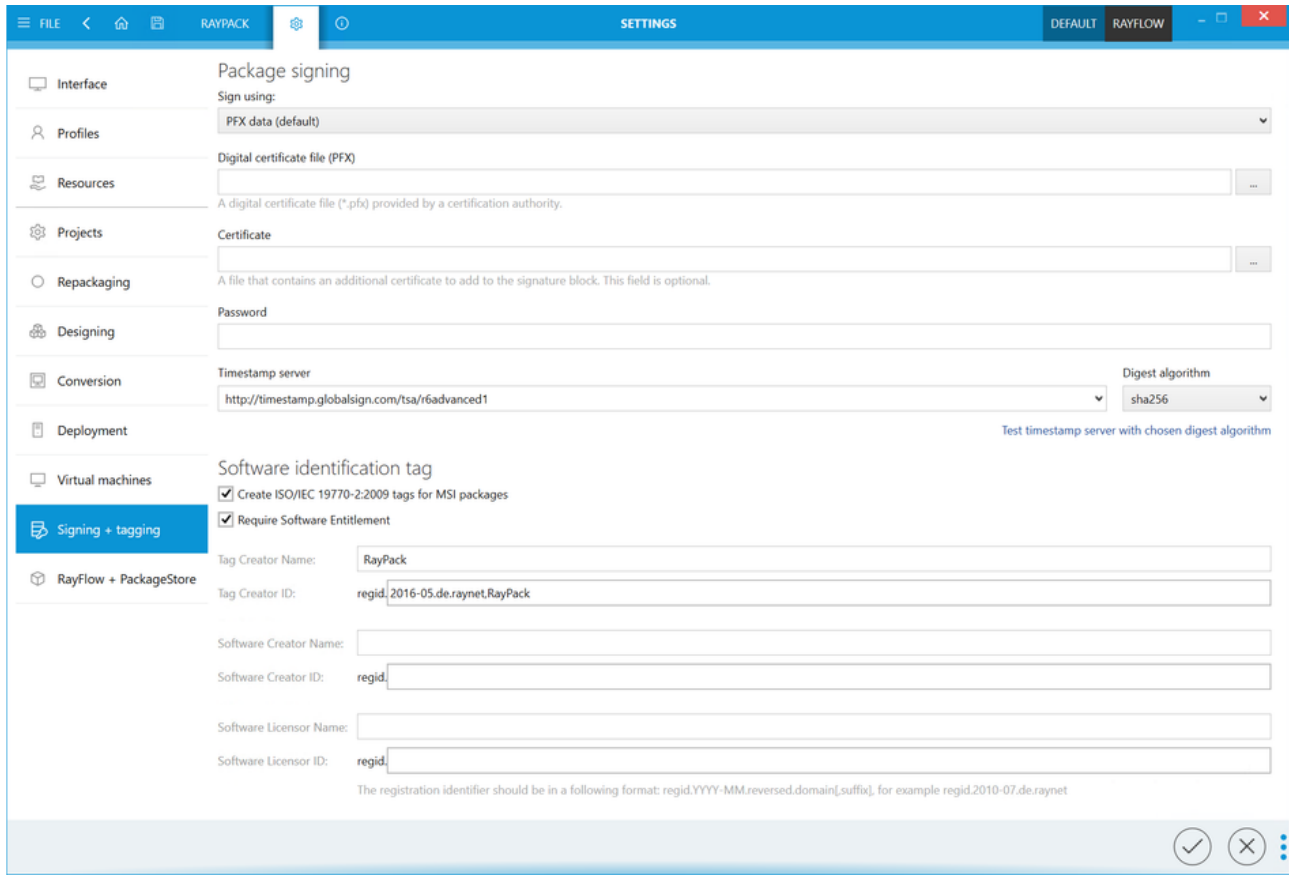 FILE
RAYPACK
SETTINGS
DEFAULT
RAYFLOW
Interface
Profiles
Resources
Projects
Repackaging
Designing
Conversion
Deployment
Virtual machines
Signing + tagging
RayFlow + PackageStore
Package signing
Sign using:
PFX data (default)
Digital certificate file (PFX)
...
A digital certificate file (*.pfx) provided by a certification authority.
Certificate
...
A file that contains an additional certificate to add to the signature block. This field is optional.
Password
Timestamp server
Digest algorithm
http://timestamp.globalsign.com/tsa/r6advanced1
sha256
Test timestamp server with chosen digest algorithm
Software identification tag
Create ISO/IEC 19770-2:2009 tags for MSI packages
Require Software Entitlement
Tag Creator Name: RayPack
Tag Creator ID: regid. 2016-05.de.raynet,RayPack
Software Creator Name:
Software Creator ID: regid.
Software Licensor Name:
Software Licensor ID: regid.
The registration identifier should be in a following format: regid.YYYY-MM.reversed.domain[,suffix], for example regid.2010-07.de.raynet